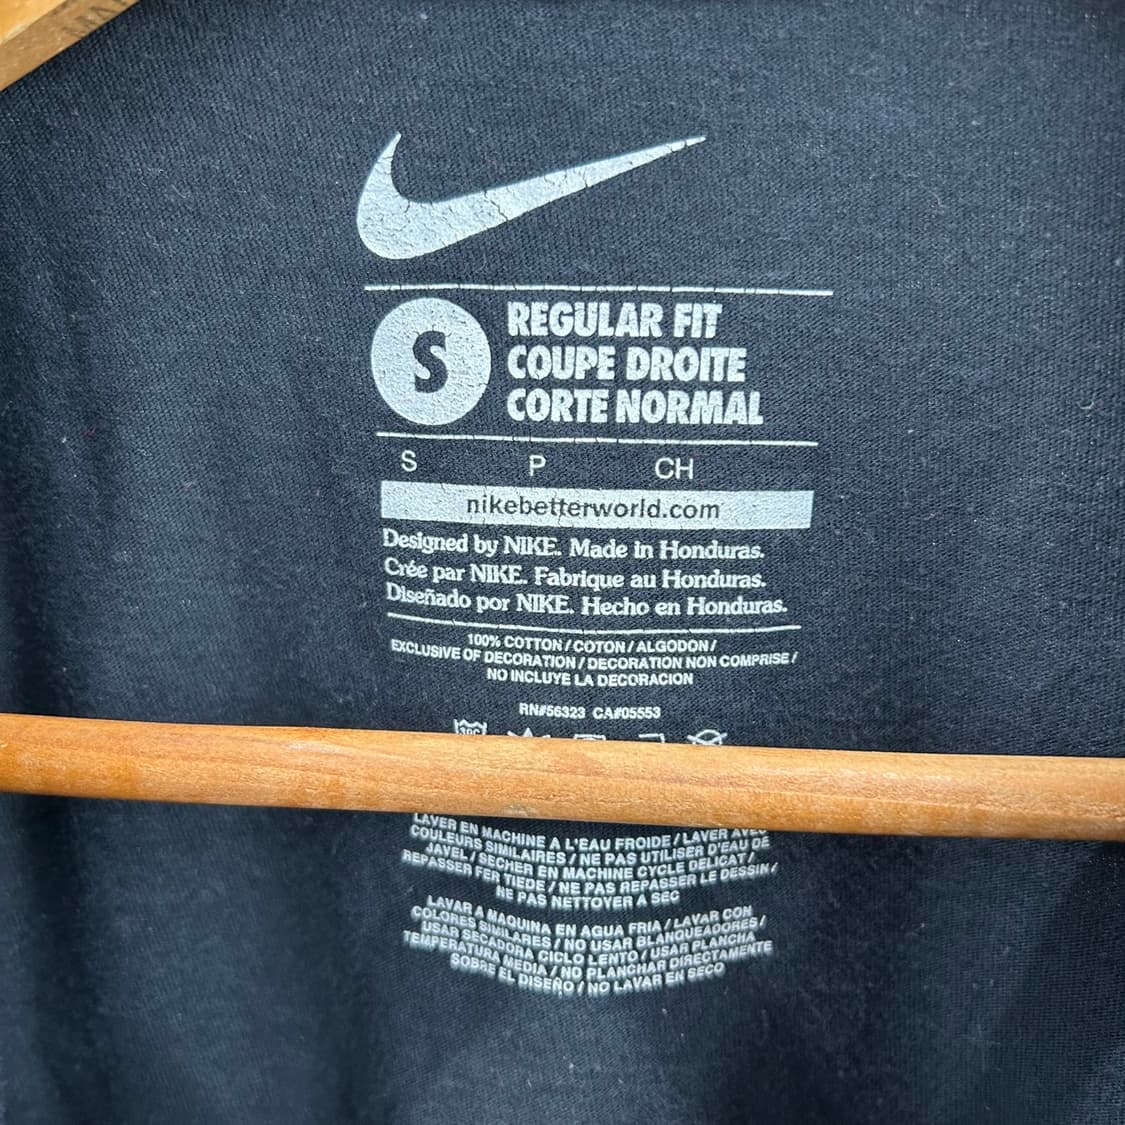 S
REGULAR FIT
COUPE DROITE
CORTE NORMAL
S P CH
nikebetterworld.com
Designed by NIKE. Made in Honduras.
Crée par NIKE. Fabrique au Honduras.
Diseñado por NIKE. Hecho en Honduras.
100% COTTON / COTON / ALGODON /
EXCLUSIVE OF DECORATION / DECORATION NON COMPRISE /
NO INCLUYE LA DECORACION
RN#56323 CA#05553
30C
LAVER EN MACHINE A L'EAU FROIDE / LAVER AVEC
COULEURS SIMILAIRES / NE PAS UTILISER D'EAU DE
JAVEL / SECHER EN MACHINE CYCLE DELICAT /
REPASSER FER TIEDE / NE PAS REPASSER LE DESSIN /
NE PAS NETTOYER A SEC
LAVAR A MAQUINA EN AGUA FRIA / LAVAR CON
COLORES SIMILARES / NO USAR BLANQUEADORES /
USAR SECADORA CICLO LENTO / USAR PLANCHA
TEMPERATURA MEDIA / NO PLANCHAR DIRECTAMENTE
SOBRE EL DISEÑO / NO LAVAR EN SECO